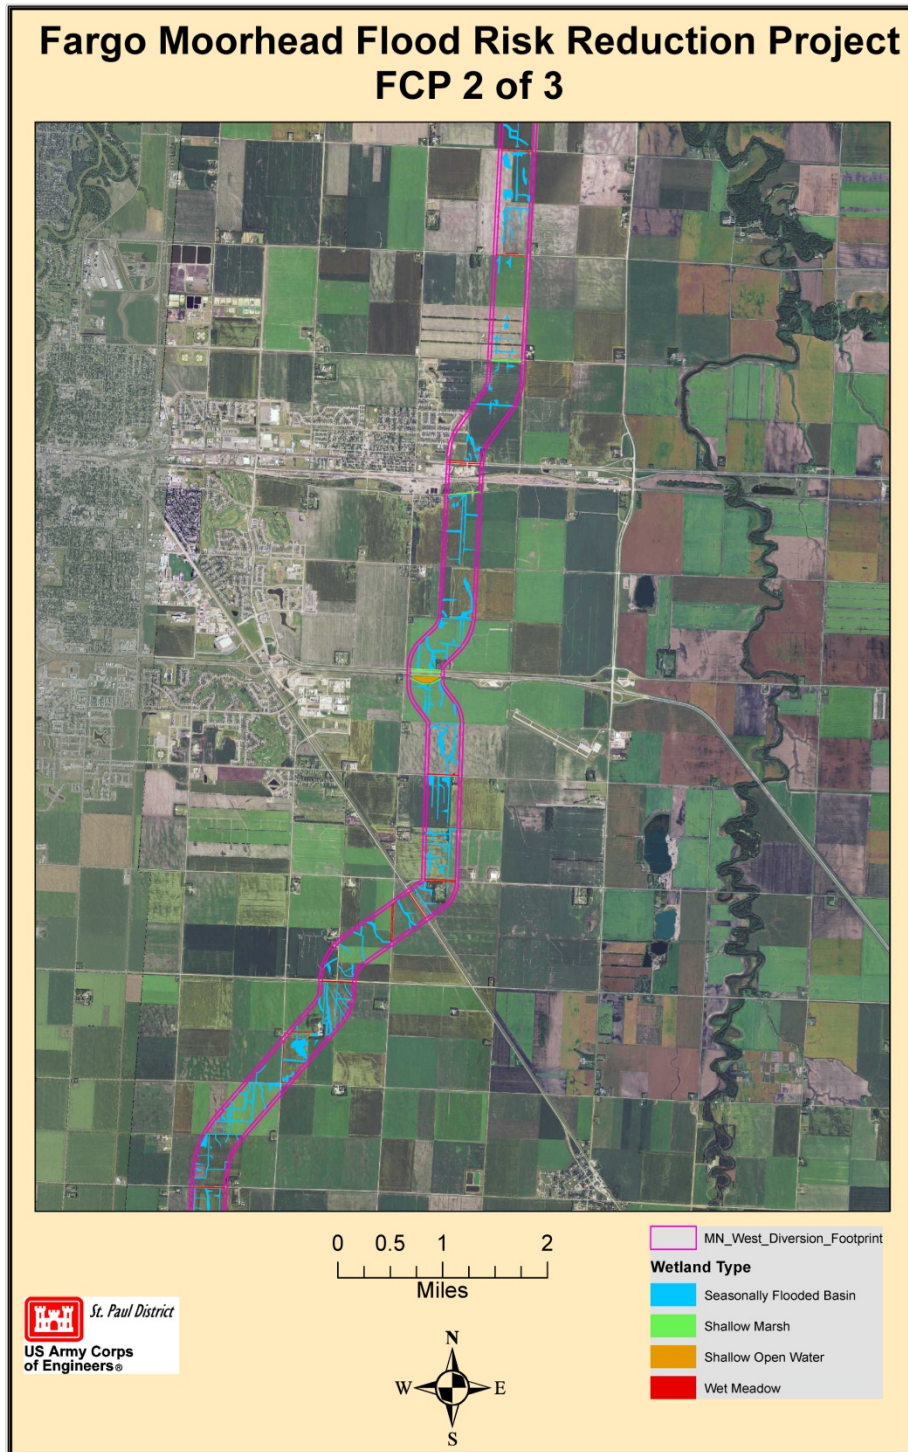 Fargo Moorhead Flood Risk Reduction Project
FCP 2 of 3
0 0.5 1 2
Miles
MN_West_Diversion_Footprint
Wetland Type
Seasonally Flooded Basin
Shallow Marsh
Shallow Open Water
Wet Meadow
St. Paul District
US Army Corps
of Engineers®
N
W E
S